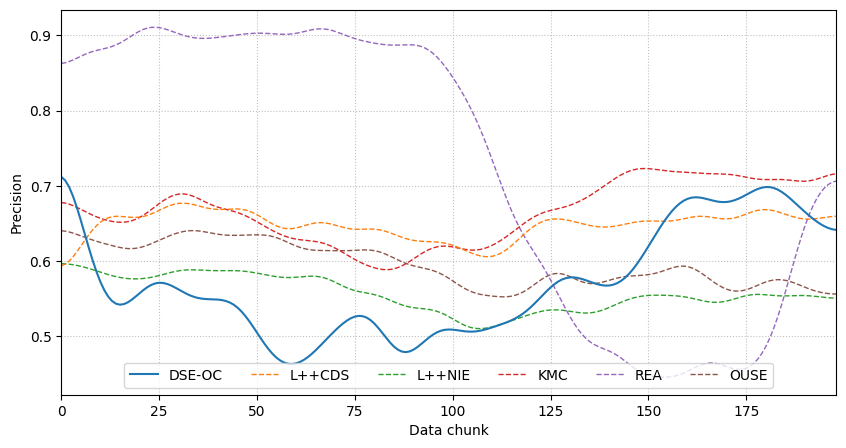 0.9
0.8
0.7
0.6
0.5
Precision
DSE-OC L++CDS L++NIE KMC REA OUSE
0 25 50 75 100 125 150 175
Data chunk